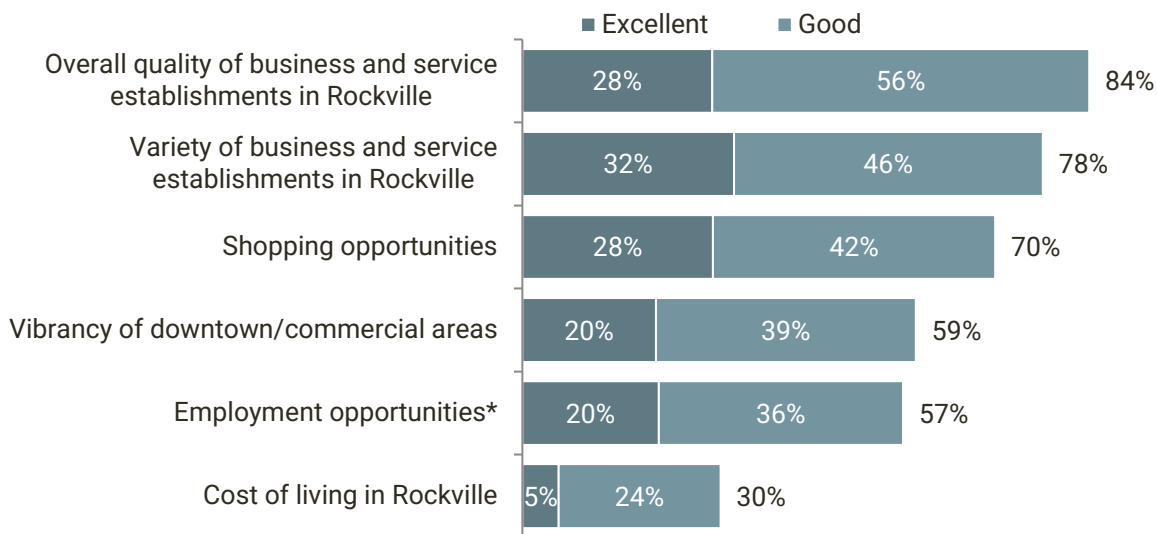 Excellent Good
Overall quality of business and service
establishments in Rockville
28% 56% 84%
Variety of business and service
establishments in Rockville
32% 46% 78%
Shopping opportunities 28% 42% 70%
Vibrancy of downtown/commercial areas 20% 39% 59%
Employment opportunities* 20% 36% 57%
Cost of living in Rockville 5% 24% 30%